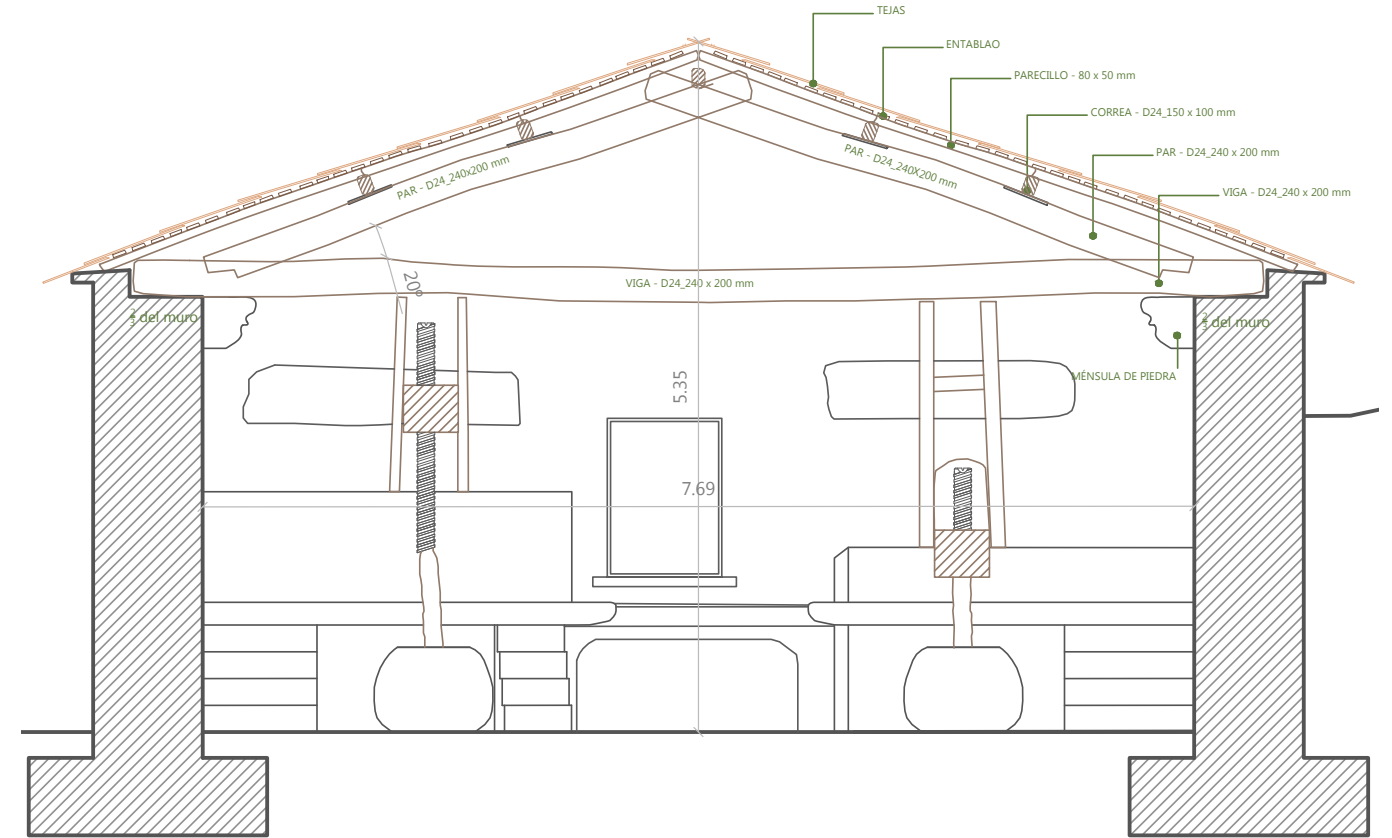 TEJAS
ENTABLAO
PARECILLO - 80 x 50 mm
CORREA - D24_150 x 100 mm
PAR - D24_240 x 200 mm
PAR - D24_240x200 mm
PAR - D24_240X200 mm
VIGA - D24_240 x 200 mm
20º
VIGA - D24_240 x 200 mm
2/3 del muro
2/3 del muro
MÉNSULA DE PIEDRA
5.35
7.69